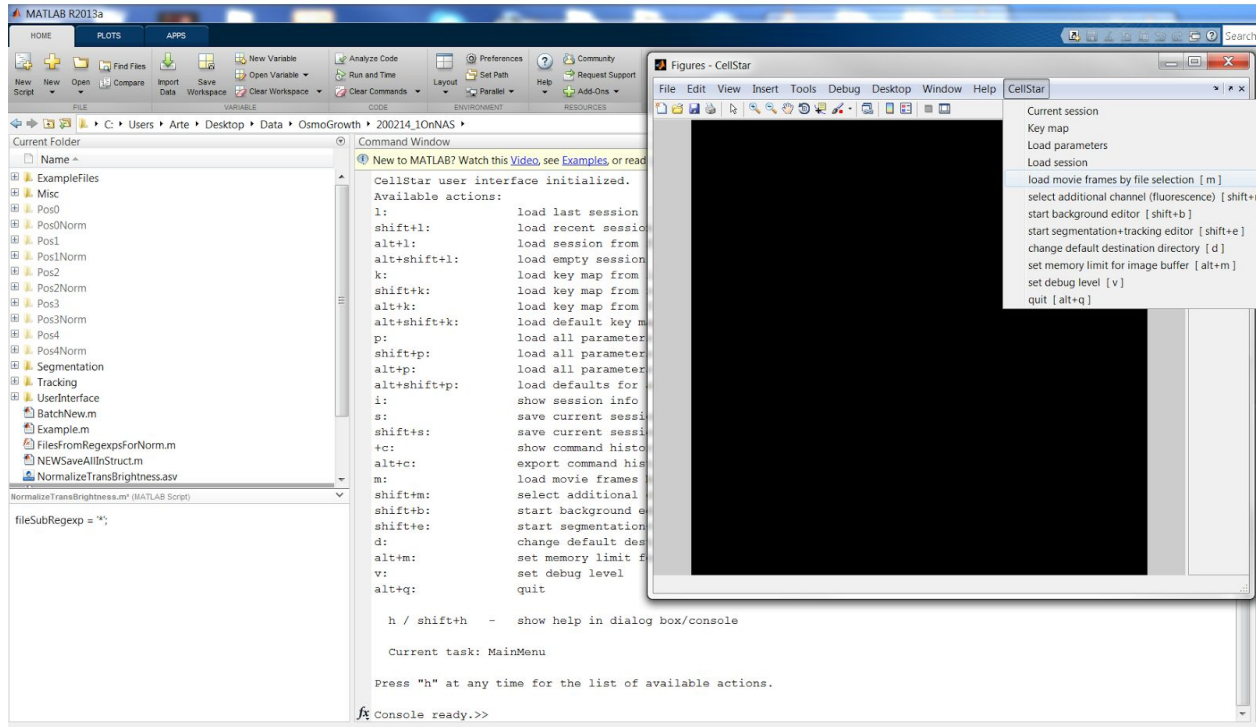 MATLAB R2013a
HOME PLOTS APPS
Search
New Script
New
Open
Find Files
Compare
Import Data
Save Workspace
New Variable
Open Variable
Clear Workspace
Analyze Code
Run and Time
Clear Commands
Layout
Preferences
Set Path
Parallel
Help
Community
Request Support
Add-Ons
FILE VARIABLE CODE ENVIRONMENT RESOURCES
C: Users Arte Desktop Data OsmoGrowth 200214_1OnNAS
Current Folder
Name
ExampleFiles
Misc
Pos0
Pos0Norm
Pos1
Pos1Norm
Pos2
Pos2Norm
Pos3
Pos3Norm
Pos4
Pos4Norm
Segmentation
Tracking
UserInterface
BatchNew.m
Example.m
FilesFromRegexpsForNorm.m
NEWSaveAllInStruct.m
NormalizeTransBrightness.asv
NormalizeTransBrightness.m* (MATLAB Script)
fileSubRegexp = '*';
Command Window
New to MATLAB? Watch this Video, see Examples, or read
CellStar user interface initialized.
Available actions:
l: load last session
shift+l: load recent sessio
alt+l: load session from
alt+shift+l: load empty session
k: load key map from
shift+k: load key map from
alt+k: load key map from
alt+shift+k: load default key m
p: load all parameter
shift+p: load all parameter
alt+p: load all parameter
alt+shift+p: load defaults for
i: show session info
s: save current sessi
shift+s: save current sessi
+c: show command histo
alt+c: export command his
m: load movie frames
shift+m: select additional
shift+b: start background e
shift+e: start segmentation
d: change default des
alt+m: set memory limit f
v: set debug level
alt+q: quit
h / shift+h - show help in dialog box/console
Current task: MainMenu
Press "h" at any time for the list of available actions.
fx Console ready.>>
Figures - CellStar
File Edit View Insert Tools Debug Desktop Window Help CellStar
Current session
Key map
Load parameters
Load session
load movie frames by file selection [ m ]
select additional channel (fluorescence) [ shift+
start background editor [ shift+b ]
start segmentation+tracking editor [ shift+e ]
change default destination directory [ d ]
set memory limit for image buffer [ alt+m ]
set debug level [ v ]
quit [ alt+q ]